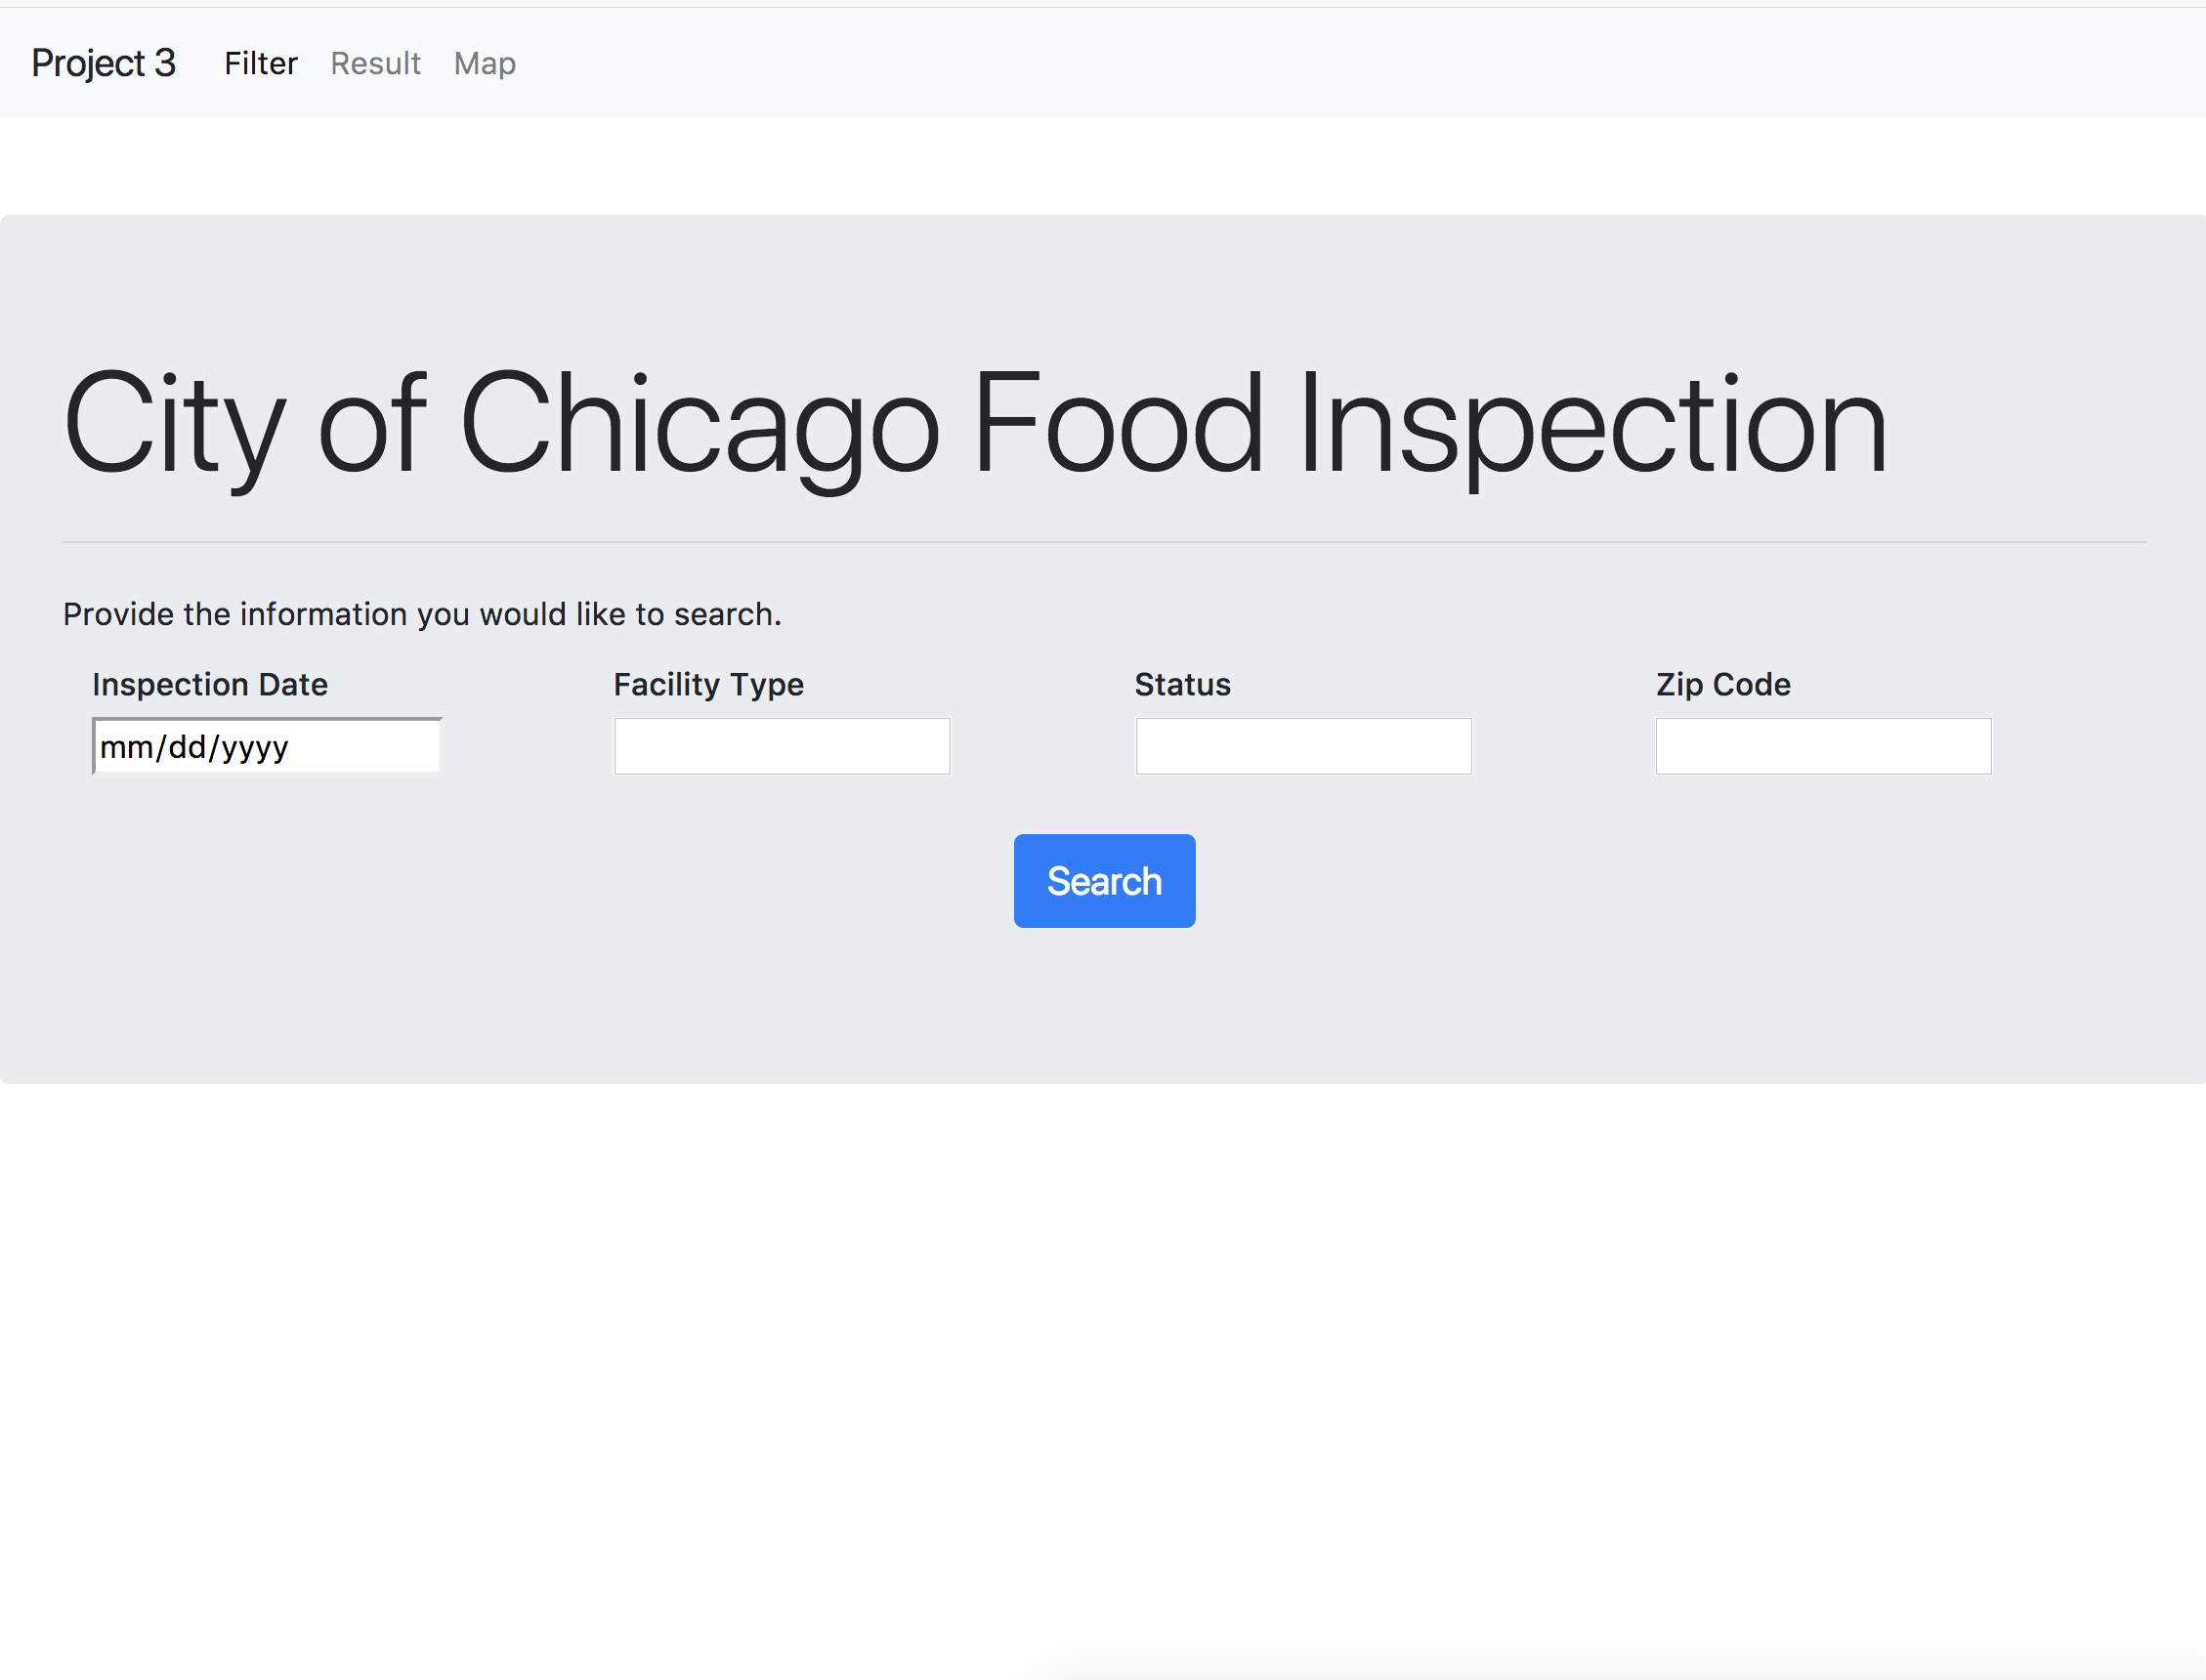 Project 3 Filter Result Map
City of Chicago Food Inspection
Provide the information you would like to search.
Inspection Date Facility Type Status Zip Code
mm/dd/yyyy
Search